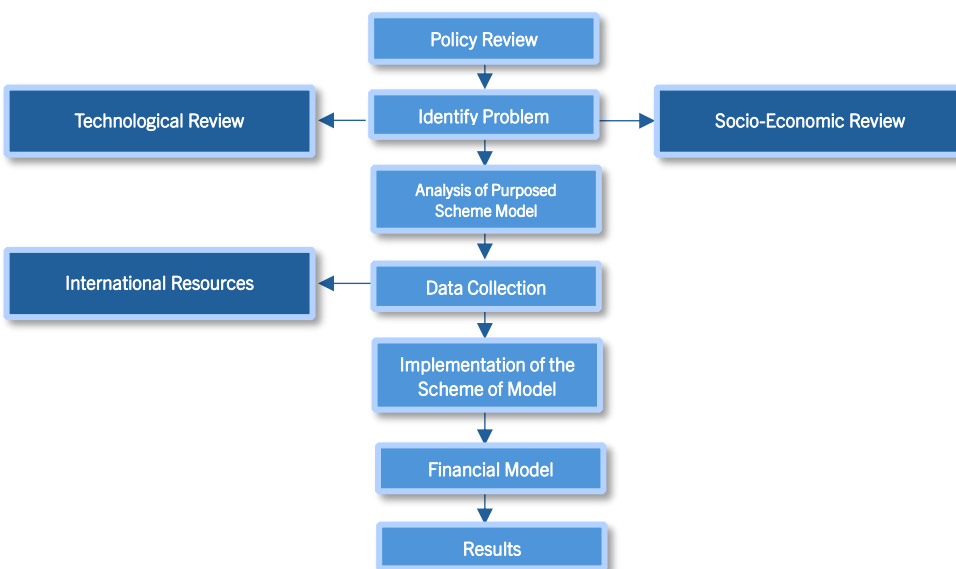 Policy Review
Technological Review
Identify Problem
Socio-Economic Review
Analysis of Purposed
Scheme Model
International Resources
Data Collection
Implementation of the
Scheme of Model
Financial Model
Results